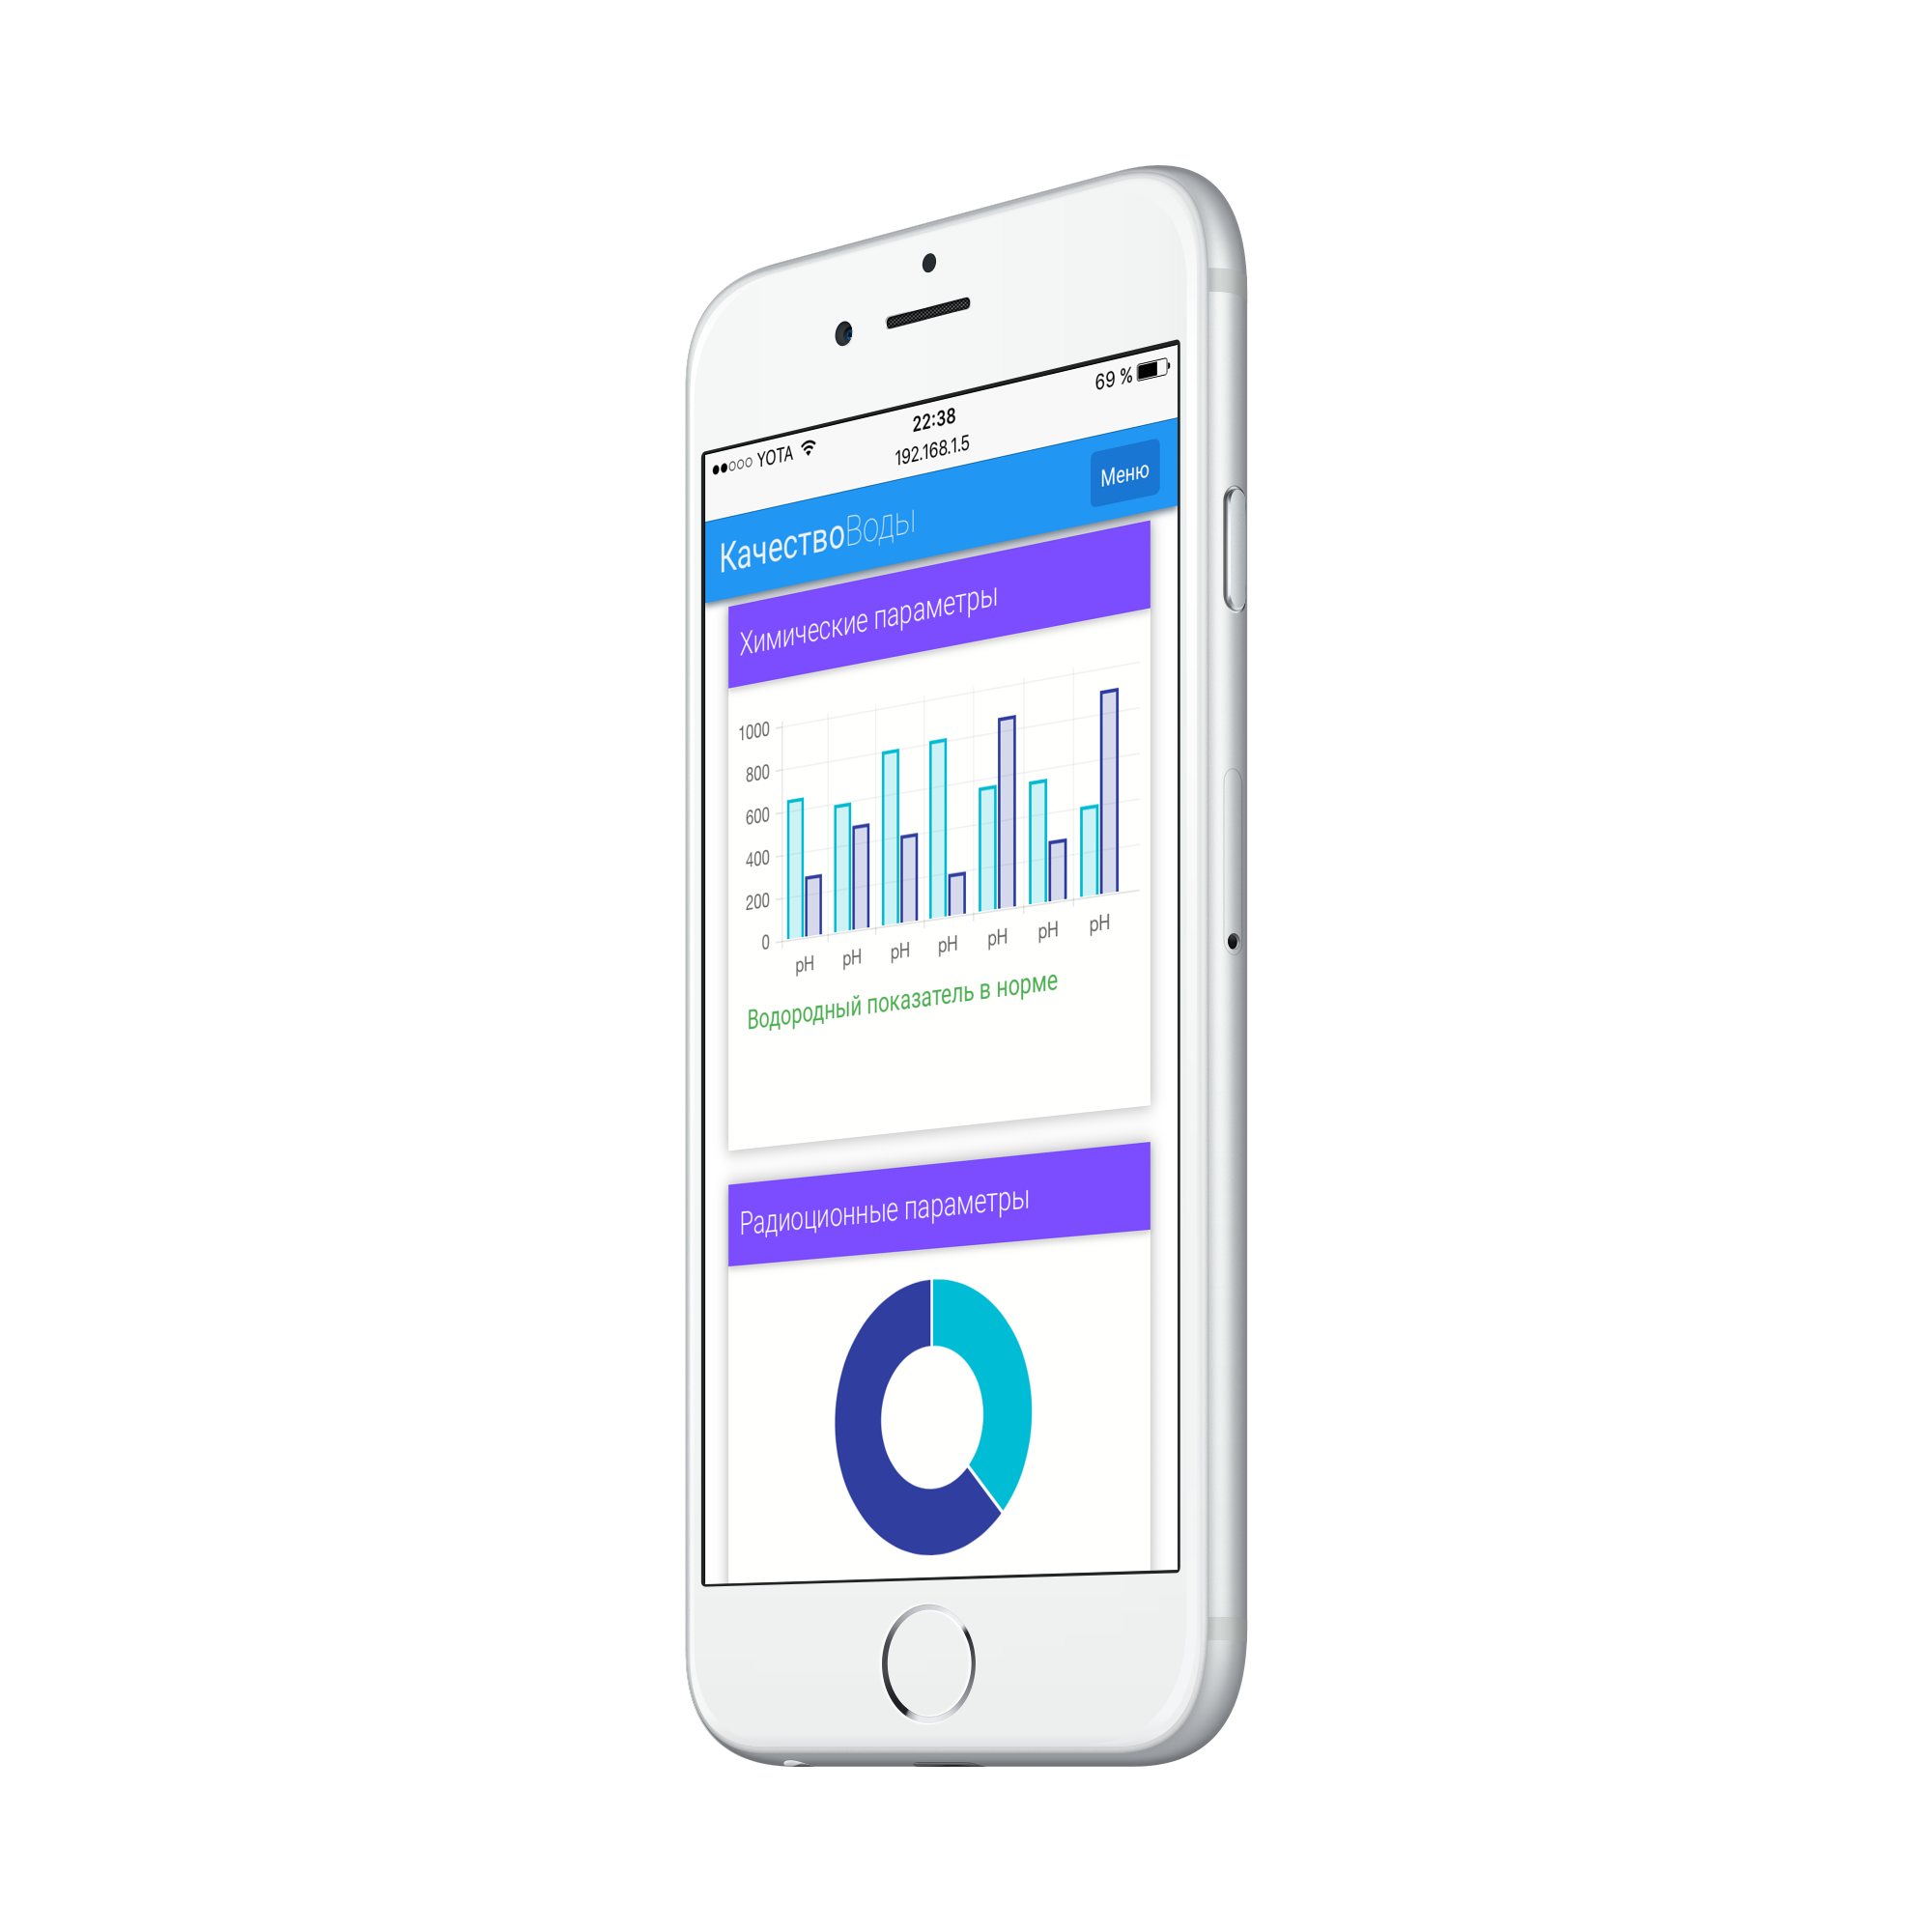 YOTA 22:38 69 %
192.168.1.5
КачествоВоды Меню
Химические параметры
1000
800
600
400
200
0
pH pH pH pH pH pH pH
Водородный показатель в норме
Радиоционные параметры